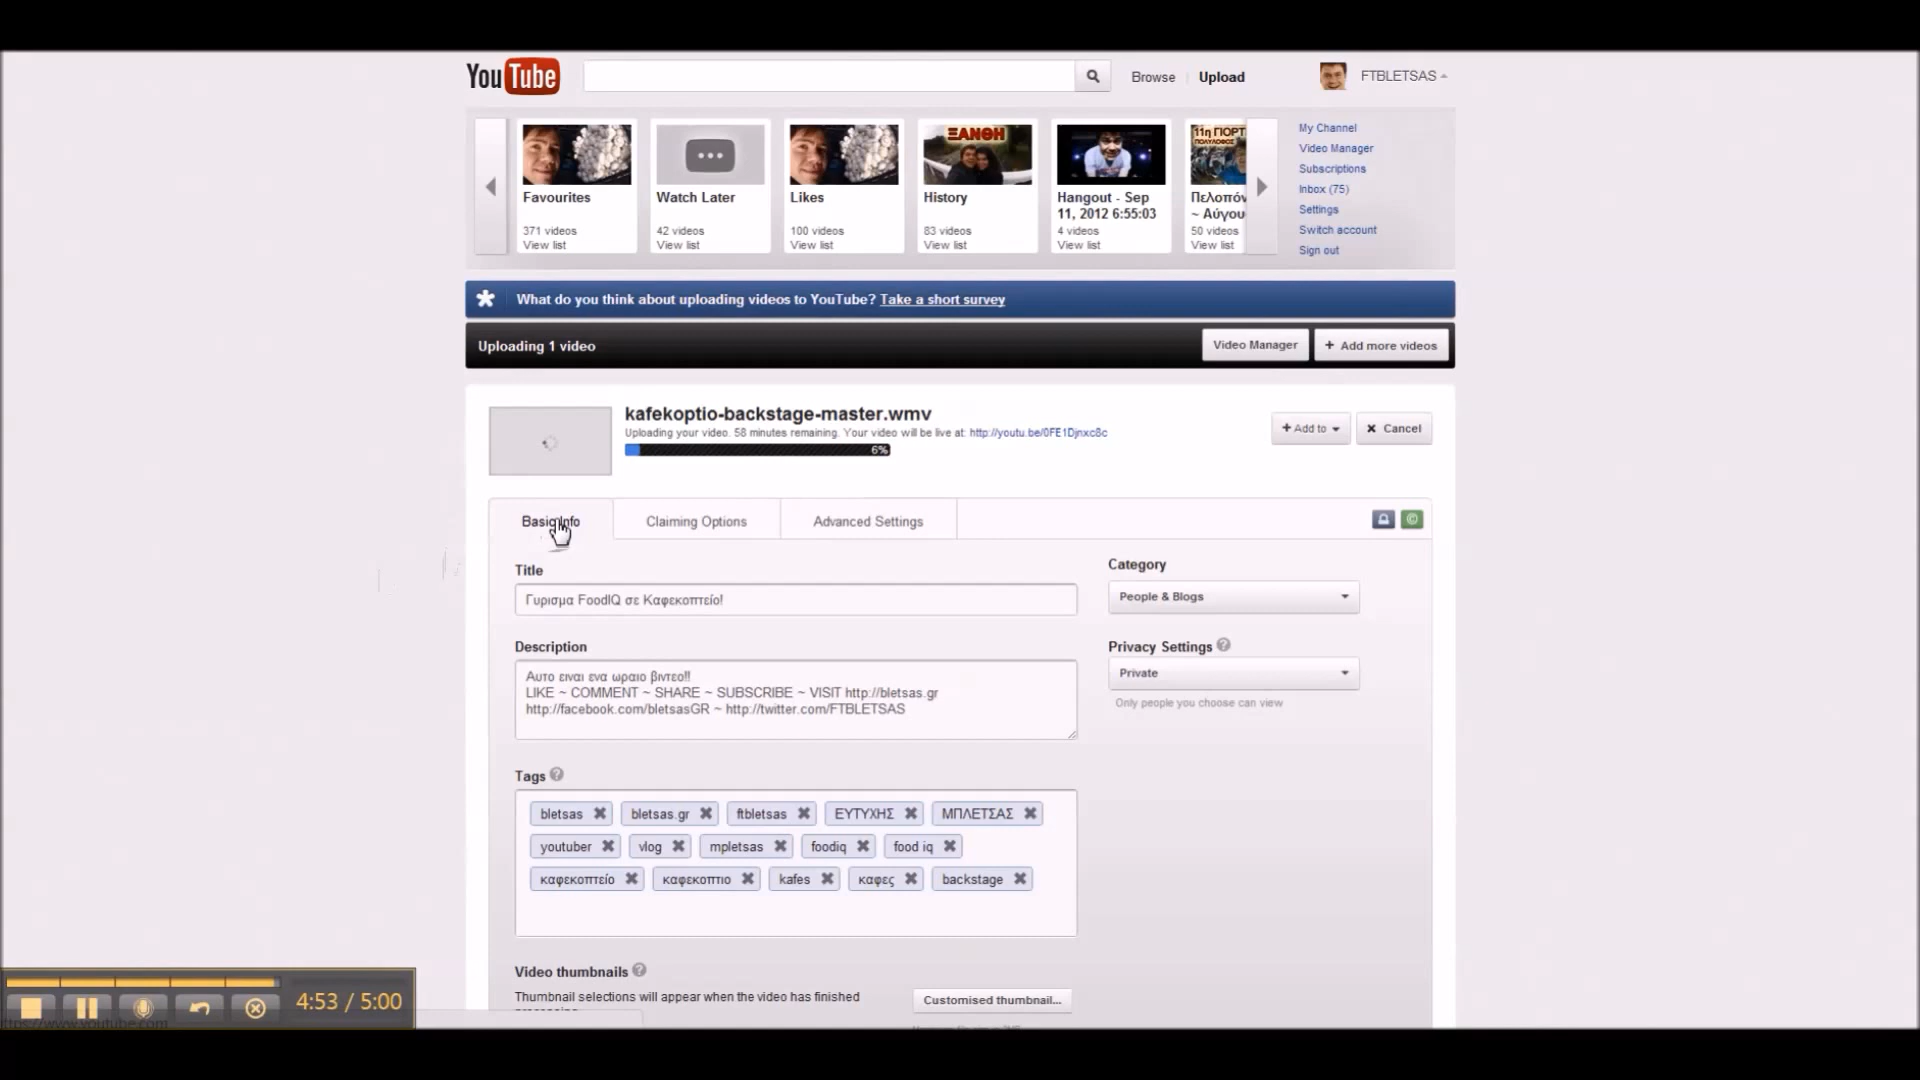 YouTube
Browse
Upload
FTBLETSAS
ΞΑΝΘΗ
11η ΓΙΟΡΤ
ΠΟΛΥΛΟΦΟΣ
Favourites
371 videos
View list
Watch Later
42 videos
View list
Likes
100 videos
View list
History
83 videos
View list
Hangout - Sep
11, 2012 6:55:03
4 videos
View list
Πελοπόν
~ Αύγου
50 videos
View list
My Channel
Video Manager
Subscriptions
Inbox (75)
Settings
Switch account
Sign out
What do you think about uploading videos to YouTube? Take a short survey
Uploading 1 video
Video Manager
+ Add more videos
kafekoptio-backstage-master.wmv
Uploading your video. 58 minutes remaining. Your video will be live at: http://youtu.be/0FE1Djnxc8c
6%
+ Add to
Cancel
Basic Info
Claiming Options
Advanced Settings
Title
Γυρισμα FoodIQ σε Καφεκοπτείο!
Description
Αυτο ειναι ενα ωραιο βιντεο!!
LIKE ~ COMMENT ~ SHARE ~ SUBSCRIBE ~ VISIT http://bletsas.gr
http://facebook.com/bletsasGR ~ http://twitter.com/FTBLETSAS
Category
People & Blogs
Privacy Settings ?
Private
Only people you choose can view
Tags ?
bletsas bletsas.gr ftbletsas ΕΥΤΥΧΗΣ ΜΠΛΕΤΣΑΣ
youtuber vlog mpletsas foodiq food iq
καφεκοπτείο καφεκοπτιο kafes καφες backstage
Video thumbnails ?
Thumbnail selections will appear when the video has finished
Customised thumbnail...
4:53 / 5:00
https://www.youtube.com